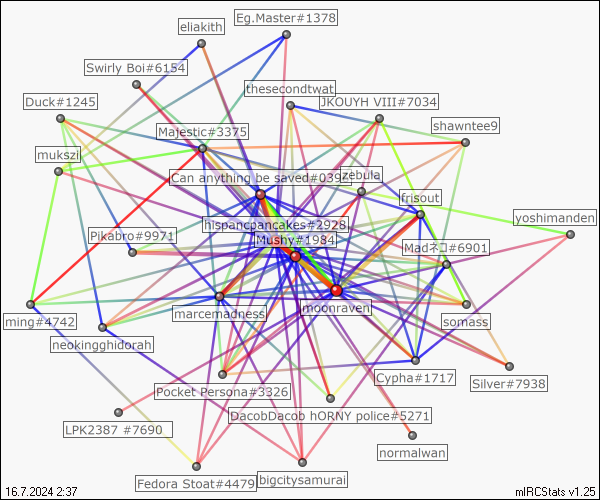 Eg.Master#1378
eliakith
Swirly Boi#6154
thesecondtwat
Duck#1245
JKOUYH VIII#7034
Majestic#3375
shawntee9
mukszi
Can anything be saved#0392
zebula
frisout
yoshimanden
hispancpancakes#2928
Pikabro#9971
Mushy#1984
Madネコ#6901
marcemadness
moonraven
somass
ming#4742
neokingghidorah
Cypha#1717
Silver#7938
Pocket Persona#3326
DacobDacob hORNY police#5271
LPK2387 #7690
normalwan
Fedora Stoat#4479
bigcitysamurai
16.7.2024 2:37
mIRCStats v1.25